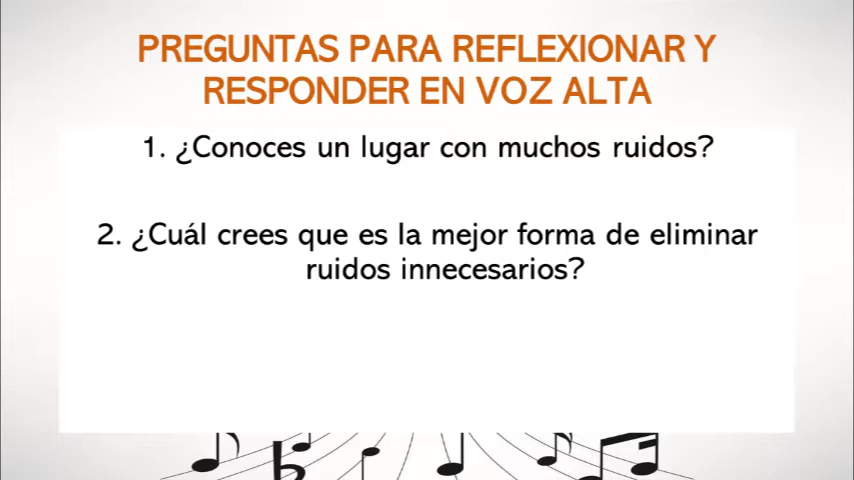 PREGUNTAS PARA REFLEXIONAR Y
RESPONDER EN VOZ ALTA
1. ¿Conoces un lugar con muchos ruidos?
2. ¿Cuál crees que es la mejor forma de eliminar
ruidos innecesarios?